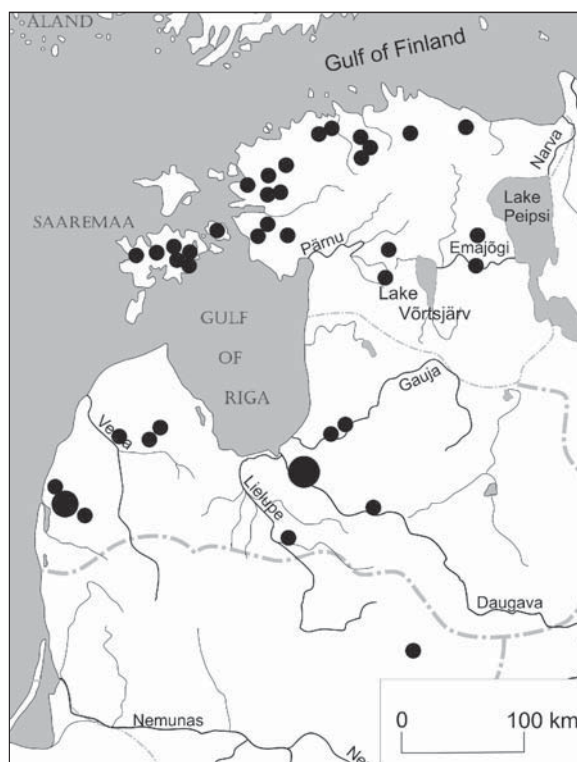 ÅLAND
Gulf of Finland
Narva
Lake
Peipsi
SAAREMAA
Pärnu
Emajõgi
Lake
Võrtsjärv
GULF
OF
RIGA
Gauja
Venta
Lielupe
Daugava
Nemunas
0 100 km